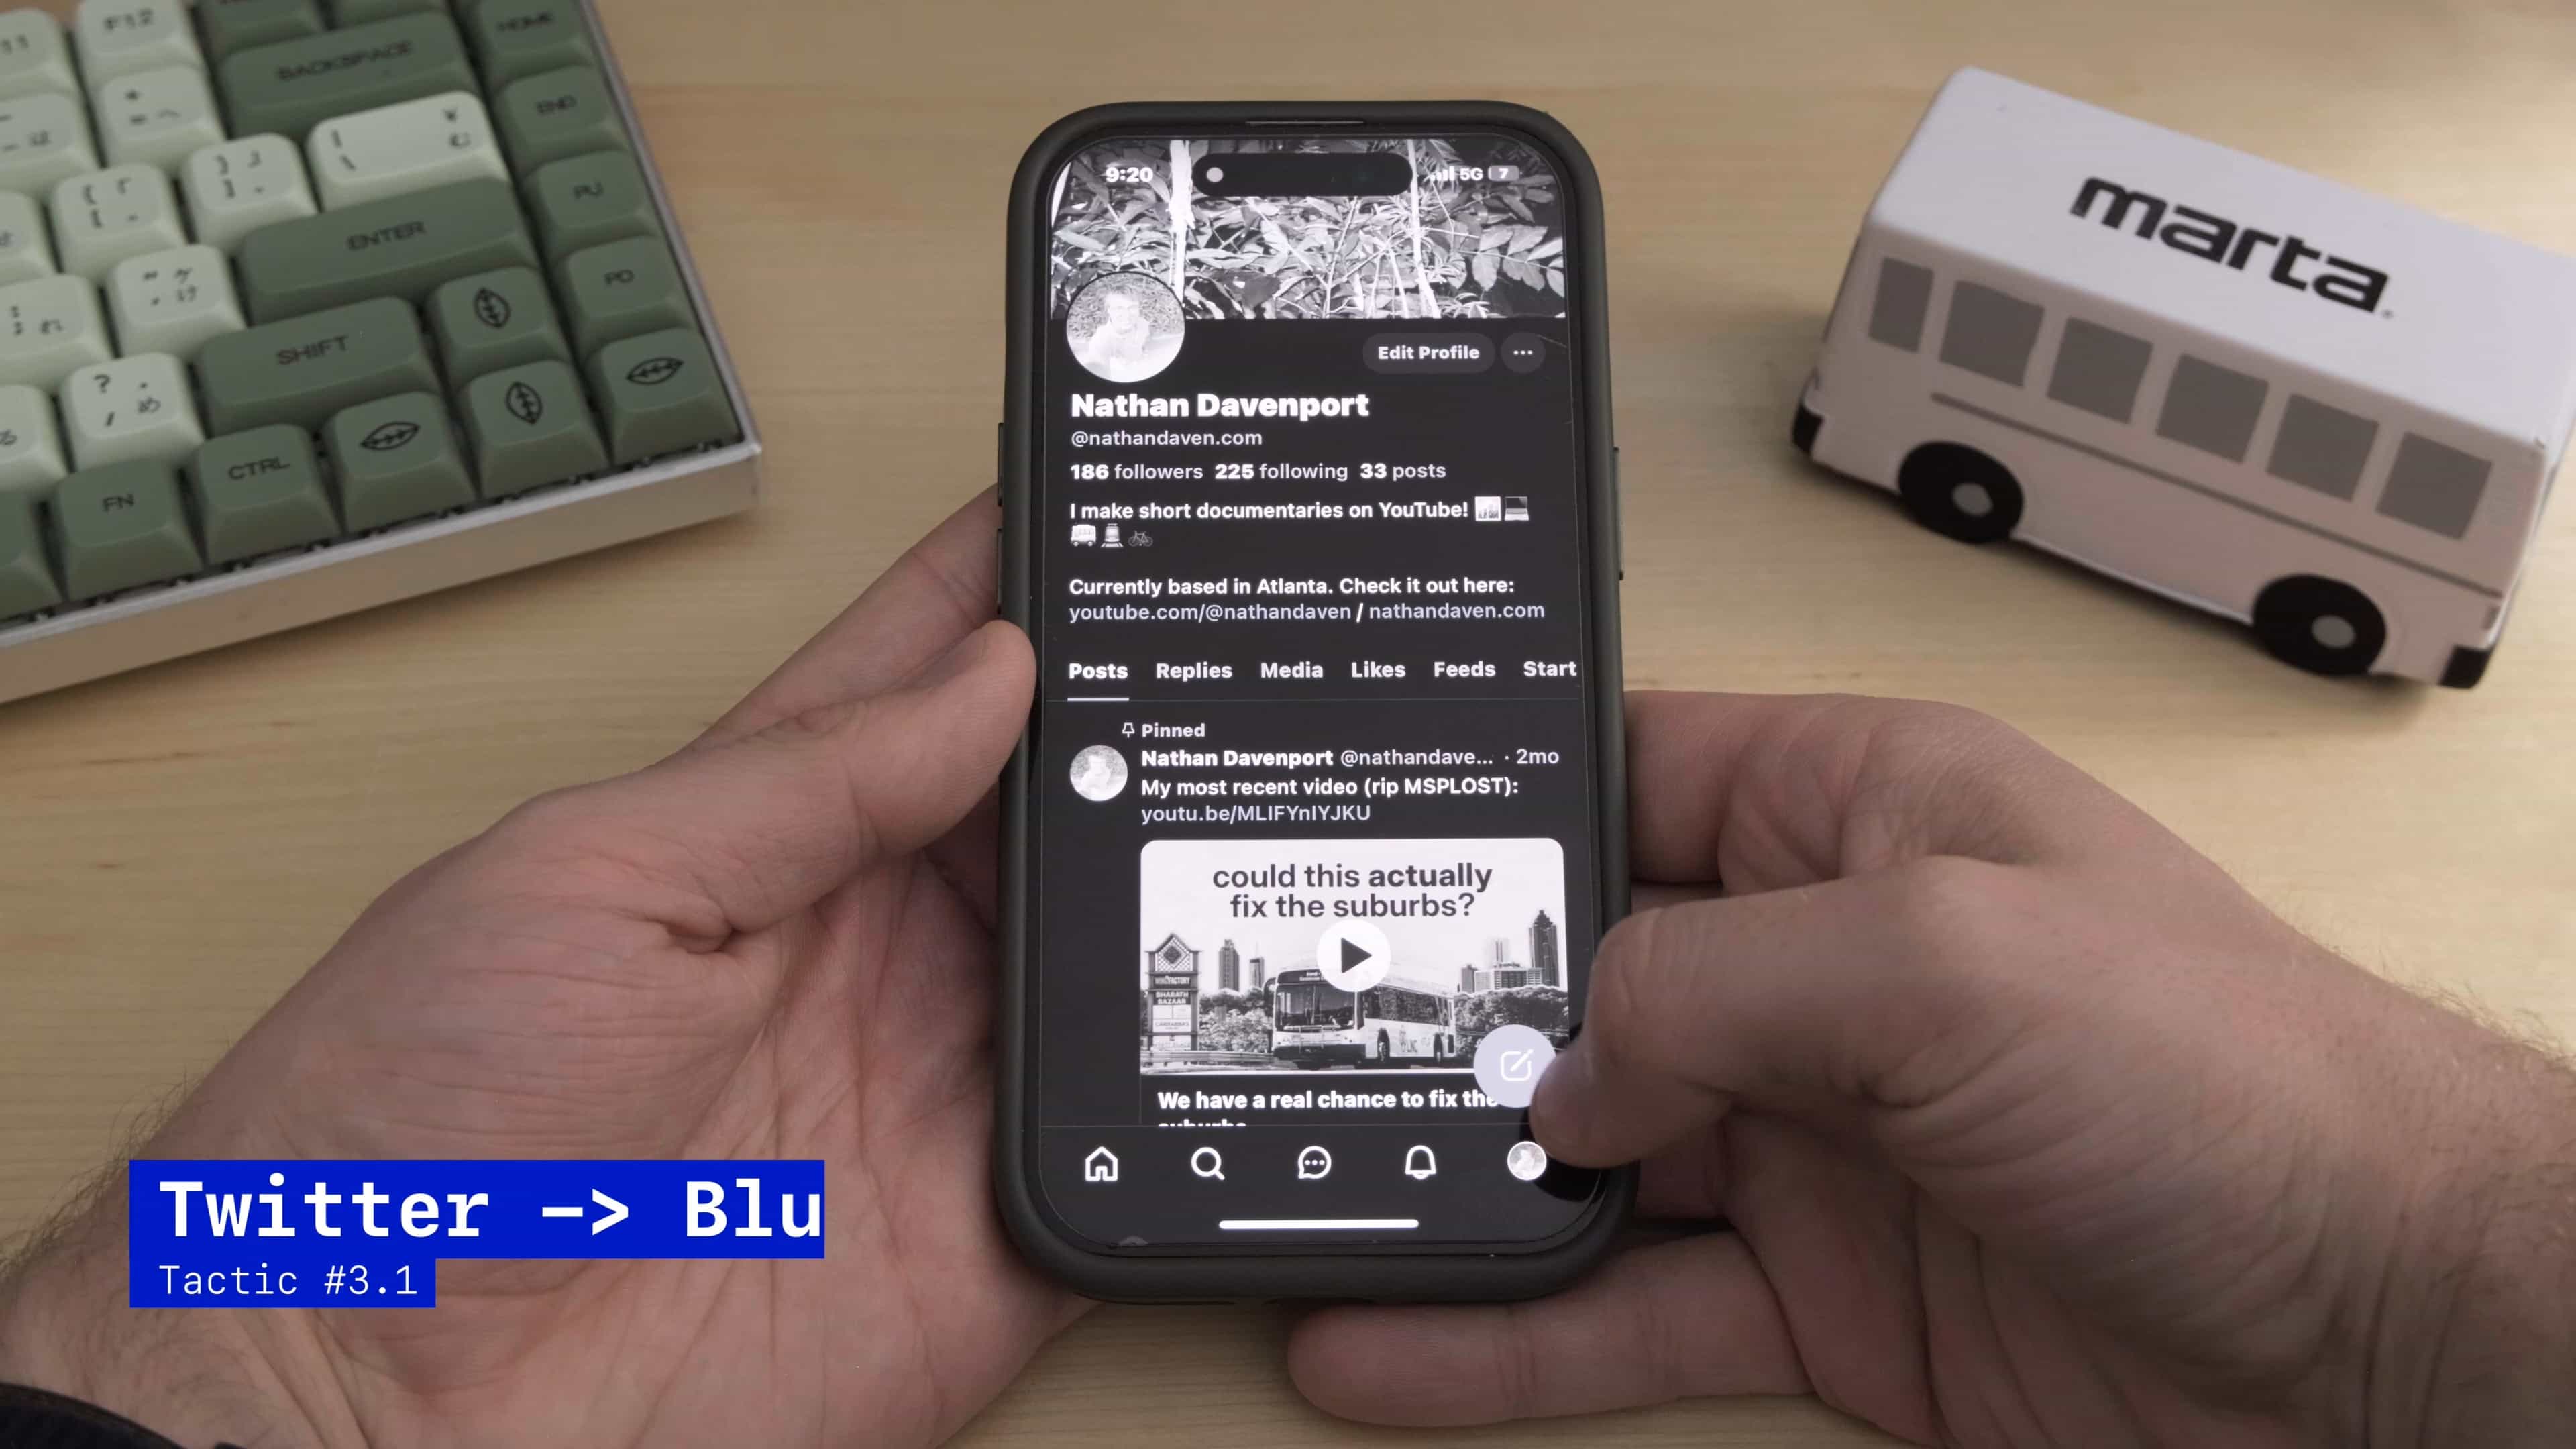 F12
HOME
BACKSPACE
END
ENTER
PU
PD
SHIFT
CTRL
FN
marta
9:20
5G 7
Edit Profile
Nathan Davenport
@nathandaven.com
186 followers 225 following 33 posts
I make short documentaries on YouTube!
Currently based in Atlanta. Check it out here:
youtube.com/@nathandaven / nathandaven.com
Posts Replies Media Likes Feeds Start
Pinned
Nathan Davenport @nathandave... · 2mo
My most recent video (rip MSPLOST):
youtu.be/MLIFYnIYJKU
could this actually
fix the suburbs?
BHARATH
BAZAAR
We have a real chance to fix the
suburbs
Twitter —> Blu
Tactic #3.1